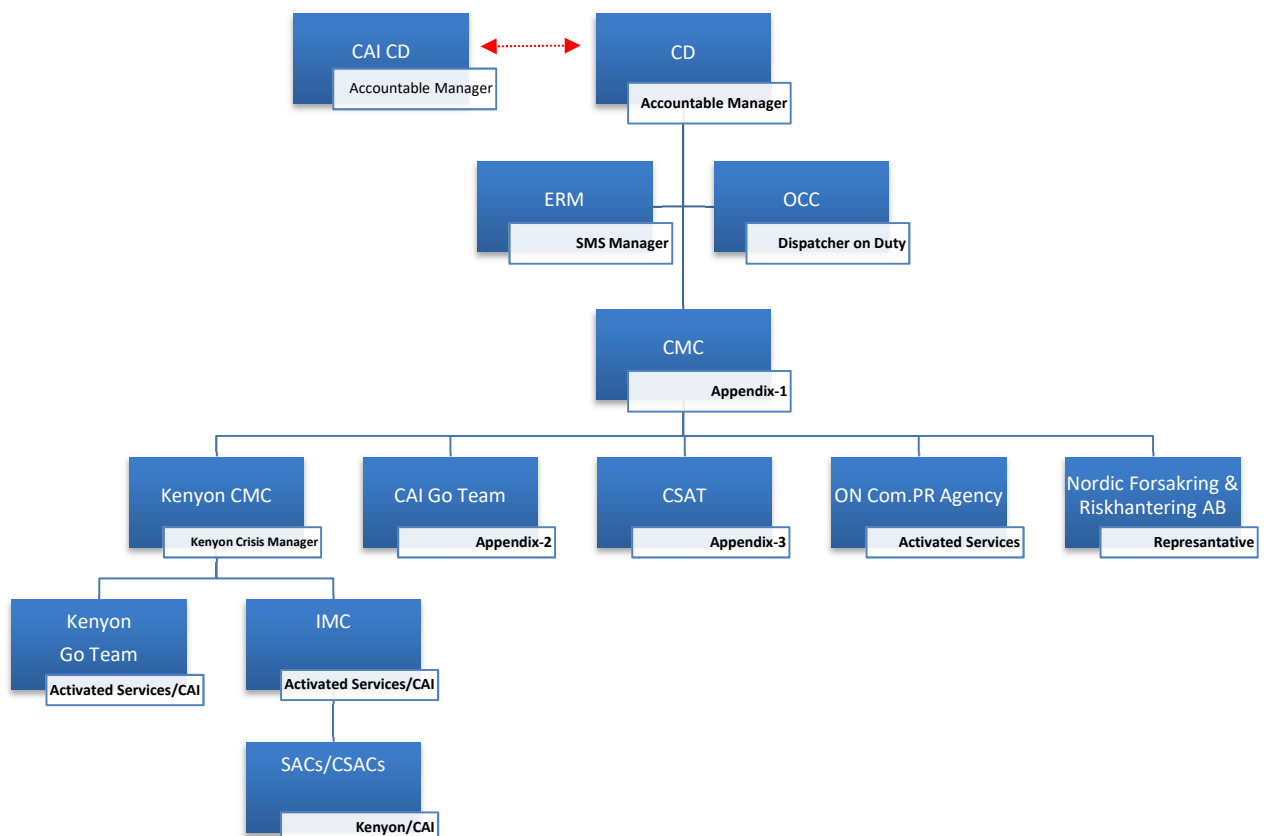 CAI CD
Accountable Manager
CD
Accountable Manager
ERM
SMS Manager
OCC
Dispatcher on Duty
CMC
Appendix-1
Kenyon CMC
Kenyon Crisis Manager
CAI Go Team
Appendix-2
CSAT
Appendix-3
ON Com.PR Agency
Activated Services
Nordic Forsakring &
Riskhantering AB
Represantative
Kenyon
Go Team
Activated Services/CAI
IMC
Activated Services/CAI
SACs/CSACs
Kenyon/CAI